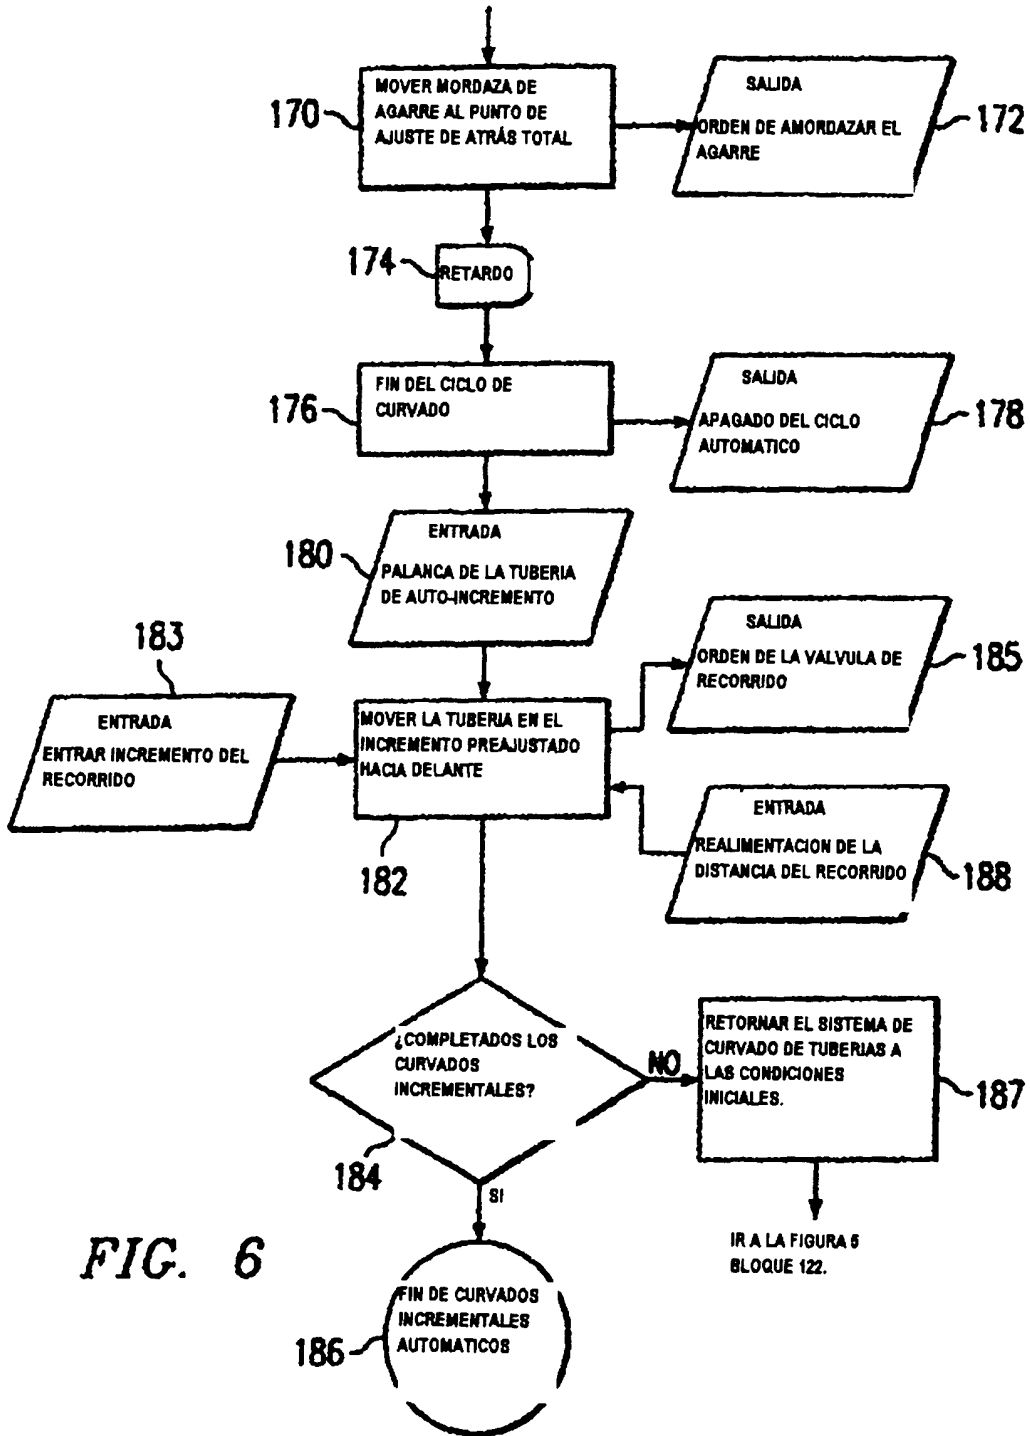 MOVER MORDAZA DE
AGARRE AL PUNTO DE
AJUSTE DE ATRÁS TOTAL
170
SALIDA
ORDEN DE AMORDAZAR EL
AGARRE
172
174
RETARDO
FIN DEL CICLO DE
CURVADO
176
SALIDA
APAGADO DEL CICLO
AUTOMATICO
178
ENTRADA
PALANCA DE LA TUBERIA
DE AUTO-INCREMENTO
180
183
ENTRADA
ENTRAR INCREMENTO DEL
RECORRIDO
MOVER LA TUBERIA EN EL
INCREMENTO PREAJUSTADO
HACIA DELANTE
182
SALIDA
ORDEN DE LA VALVULA DE
RECORRIDO
185
ENTRADA
REALIMENTACION DE LA
DISTANCIA DEL RECORRIDO
188
¿COMPLETADOS LOS
CURVADOS
INCREMENTALES?
184
NO
RETORNAR EL SISTEMA DE
CURVADO DE TUBERIAS A
LAS CONDICIONES
INICIALES.
187
SI
IR A LA FIGURA 5
BLOQUE 122.
FIG. 6
FIN DE CURVADOS
INCREMENTALES
AUTOMATICOS
186